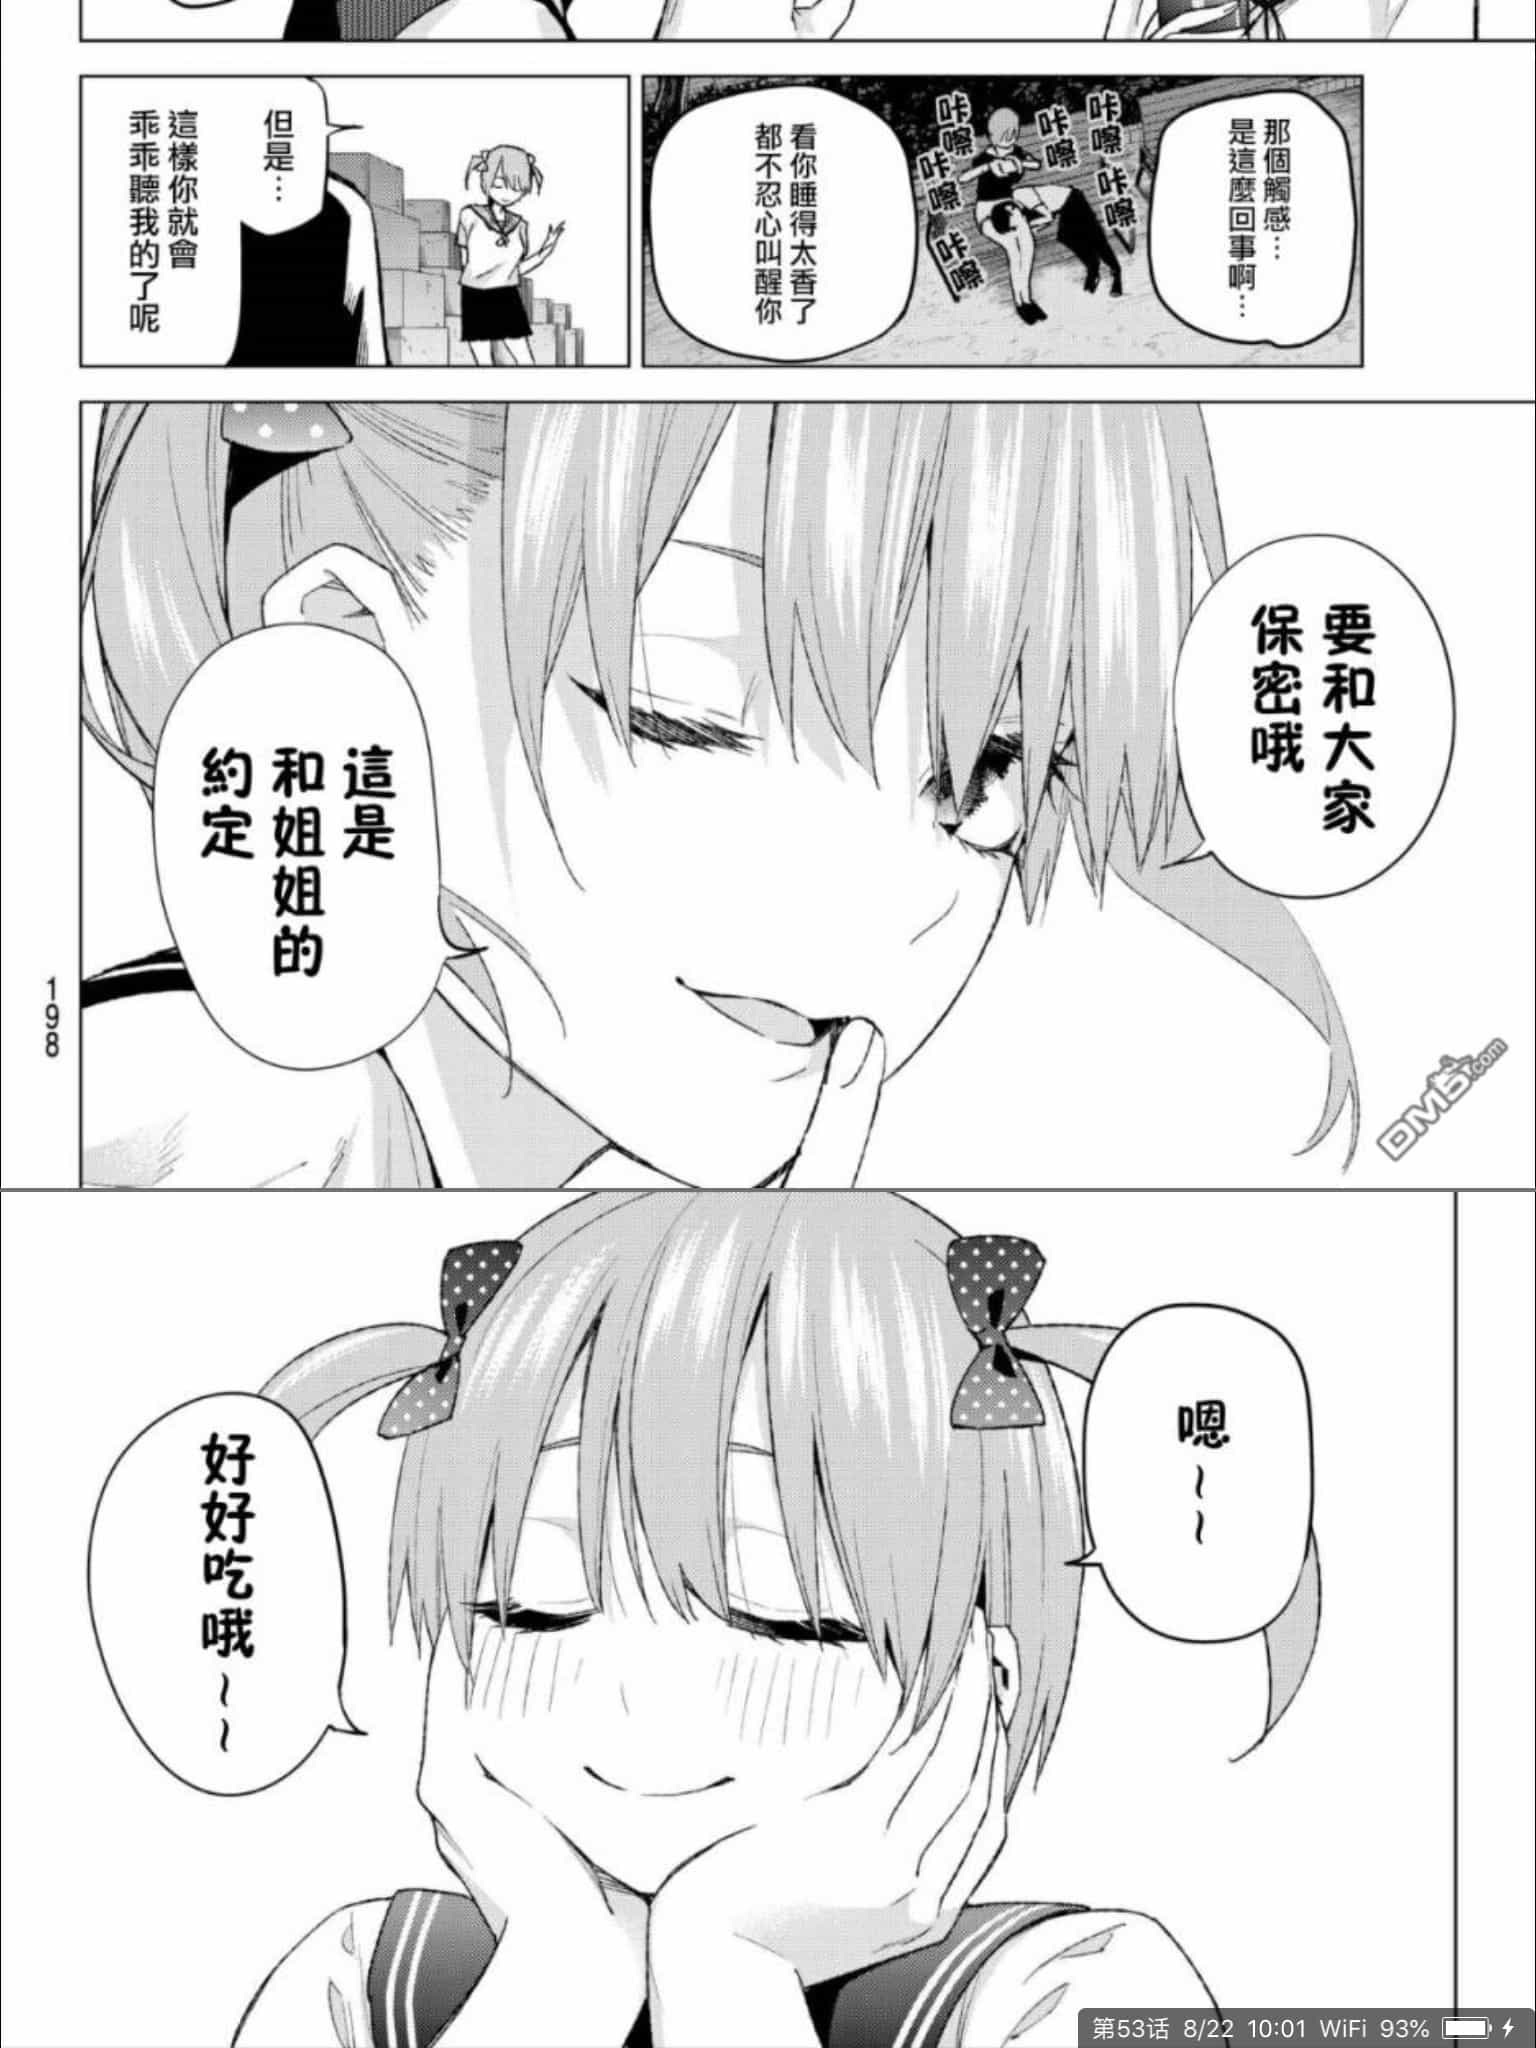 那個觸感…
是這麼回事啊…
咔嚓
咔嚓
咔嚓
咔嚓
咔嚓
咔嚓
看你睡得太香了
都不忍心叫醒你
但是…
這樣你就會
乖乖聽我的了呢
要和大家
保密哦
這是
和姐姐的
約定
198
DM5.com
嗯~~
好好吃哦~~
第53话 8/22 10:01 WiFi 93%